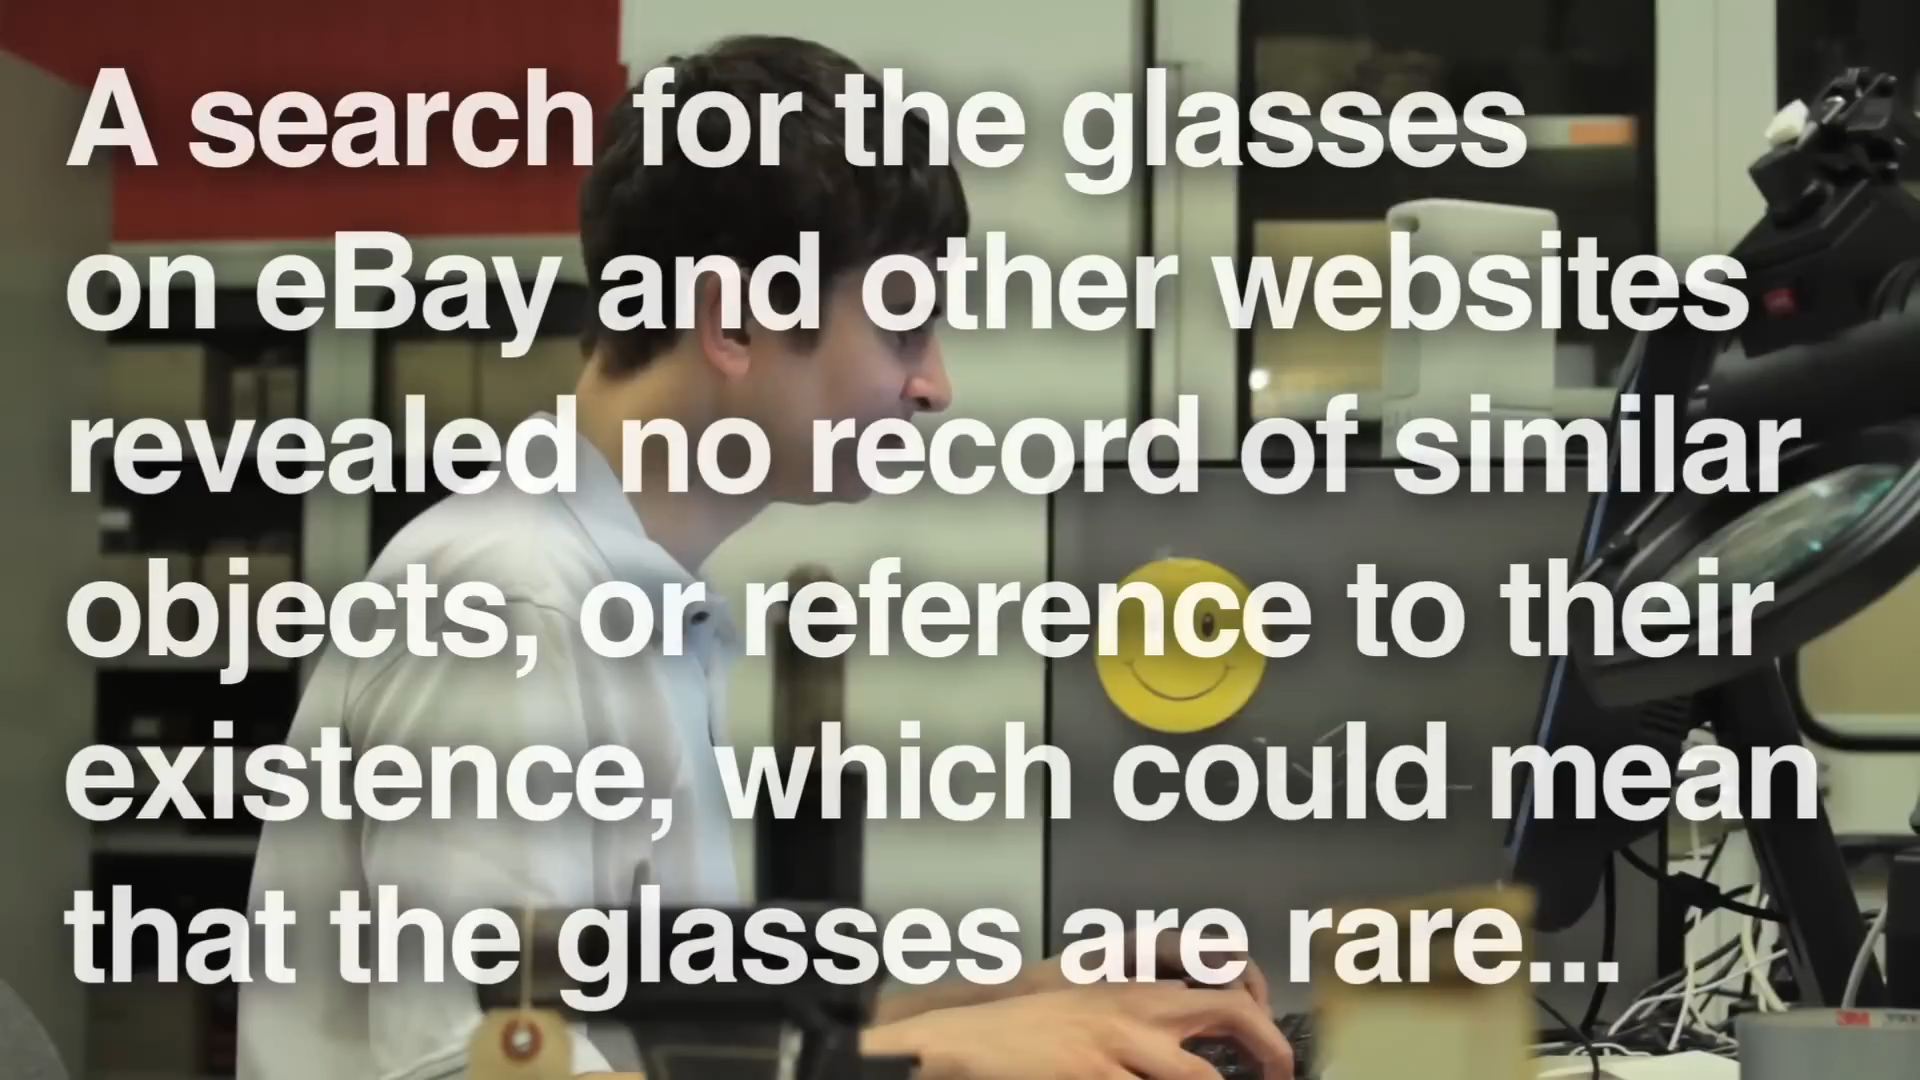 A search for the glasses
on eBay and other websites
revealed no record of similar
objects, or reference to their
existence, which could mean
that the glasses are rare...
3M